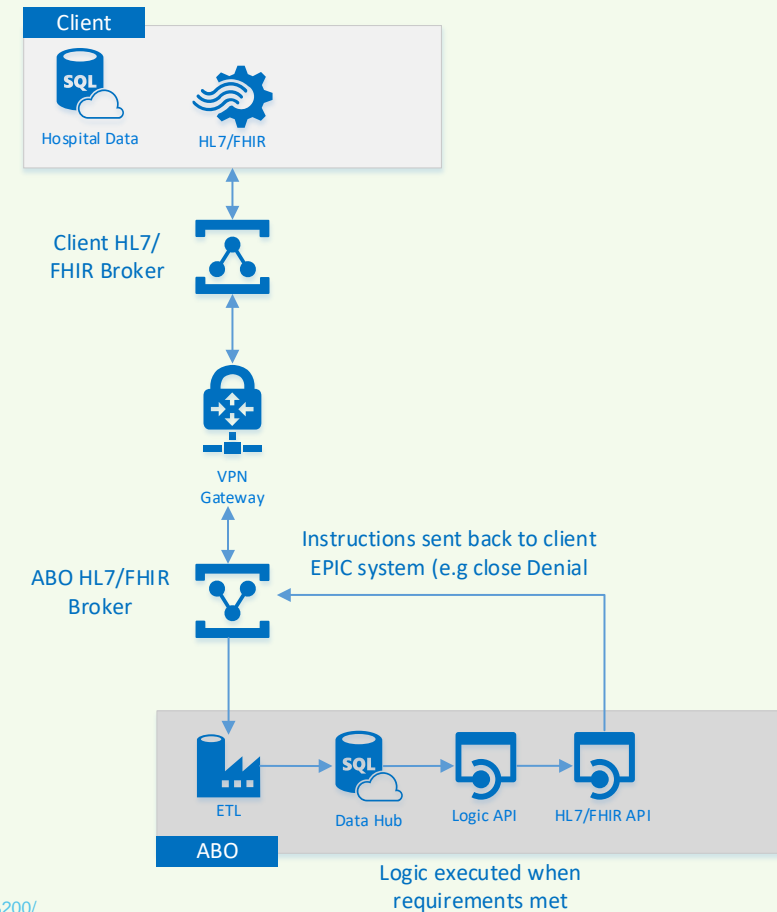 Client
SQL
Hospital Data
HL7/FHIR
Client HL7/
FHIR Broker
VPN
Gateway
Instructions sent back to client
EPIC system (e.g close Denial
ABO HL7/FHIR
Broker
SQL
ETL
Data Hub
Logic API
HL7/FHIR API
ABO
Logic executed when
requirements met
200/